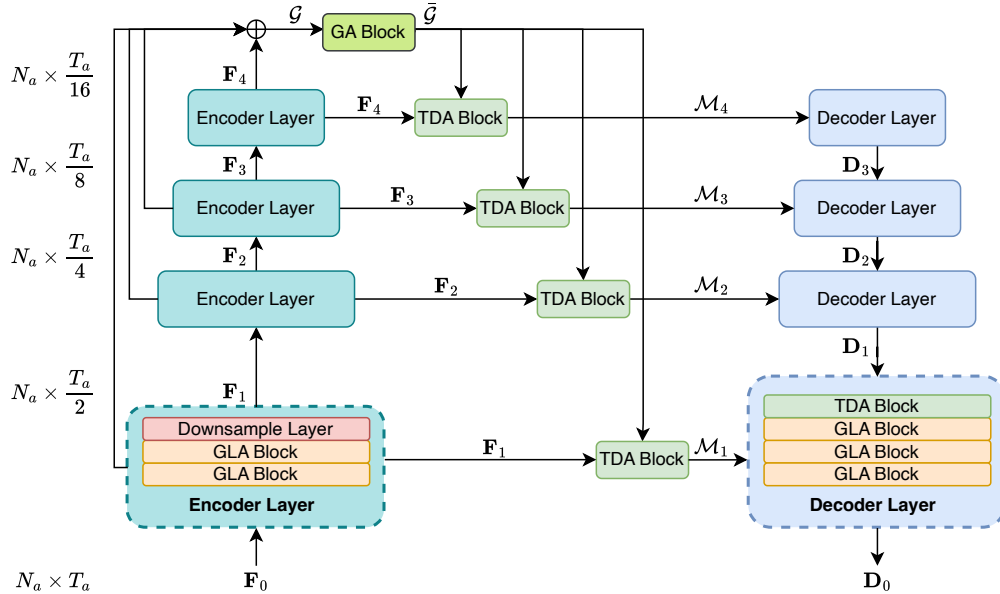 𝒢 GA Block 𝒢̄
N_a × T_a/16
F_4
Encoder Layer F_4 TDA Block ℳ_4 Decoder Layer
N_a × T_a/8
F_3 D_3
Encoder Layer F_3 TDA Block ℳ_3 Decoder Layer
N_a × T_a/4
F_2 D_2
Encoder Layer F_2 TDA Block ℳ_2 Decoder Layer
D_1
N_a × T_a/2
F_1
Downsample Layer
GLA Block
GLA Block
Encoder Layer
F_1 TDA Block ℳ_1
TDA Block
GLA Block
GLA Block
GLA Block
Decoder Layer
N_a × T_a F_0 D_0